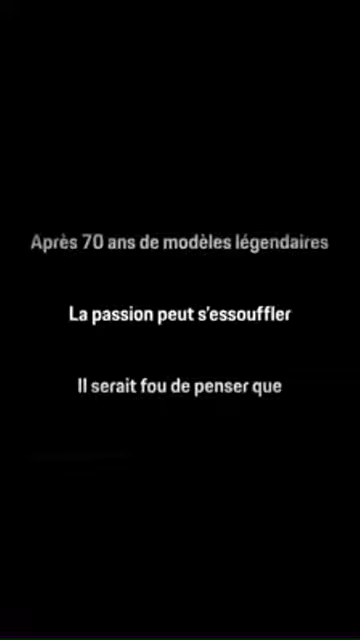 Après 70 ans de modèles légendaires
La passion peut s'essouffler
Il serait fou de penser que